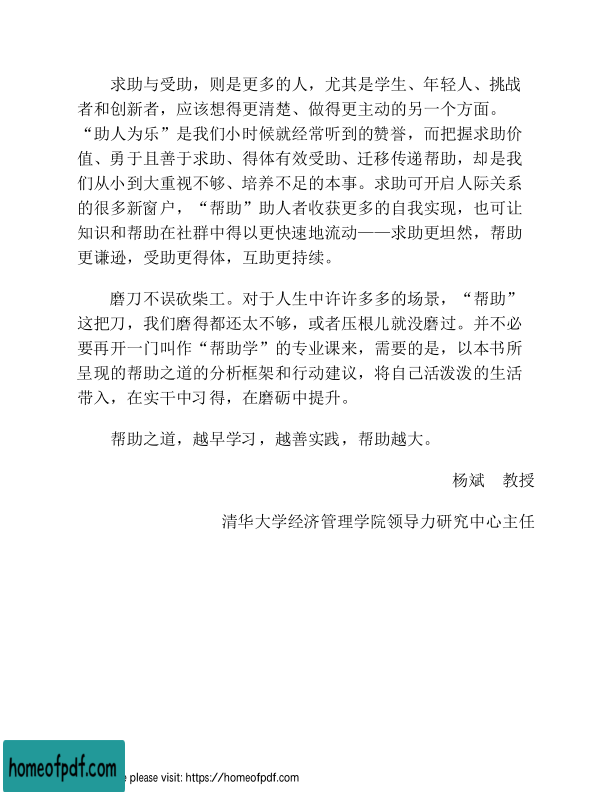 求助与受助，则是更多的人，尤其是学生、年轻人、挑战
者和创新者，应该想得更清楚、做得更主动的另一个方面。
“助人为乐”是我们小时候就经常听到的赞誉，而把握求助价
值、勇于且善于求助、得体有效受助、迁移传递帮助，却是我
们从小到大重视不够、培养不足的本事。求助可开启人际关系
的很多新窗户，“帮助”助人者收获更多的自我实现，也可让
知识和帮助在社群中得以更快速地流动——求助更坦然，帮助
更谦逊，受助更得体，互助更持续。
磨刀不误砍柴工。对于人生中许许多多的场景，“帮助”
这把刀，我们磨得都还太不够，或者压根儿就没磨过。并不必
要再开一门叫作“帮助学”的专业课来，需要的是，以本书所
呈现的帮助之道的分析框架和行动建议，将自己活泼泼的生活
带入，在实干中习得，在磨砺中提升。
帮助之道，越早学习，越善实践，帮助越大。
杨斌　教授
清华大学经济管理学院领导力研究中心主任
homeofpdf.com
e please visit: https://homeofpdf.com